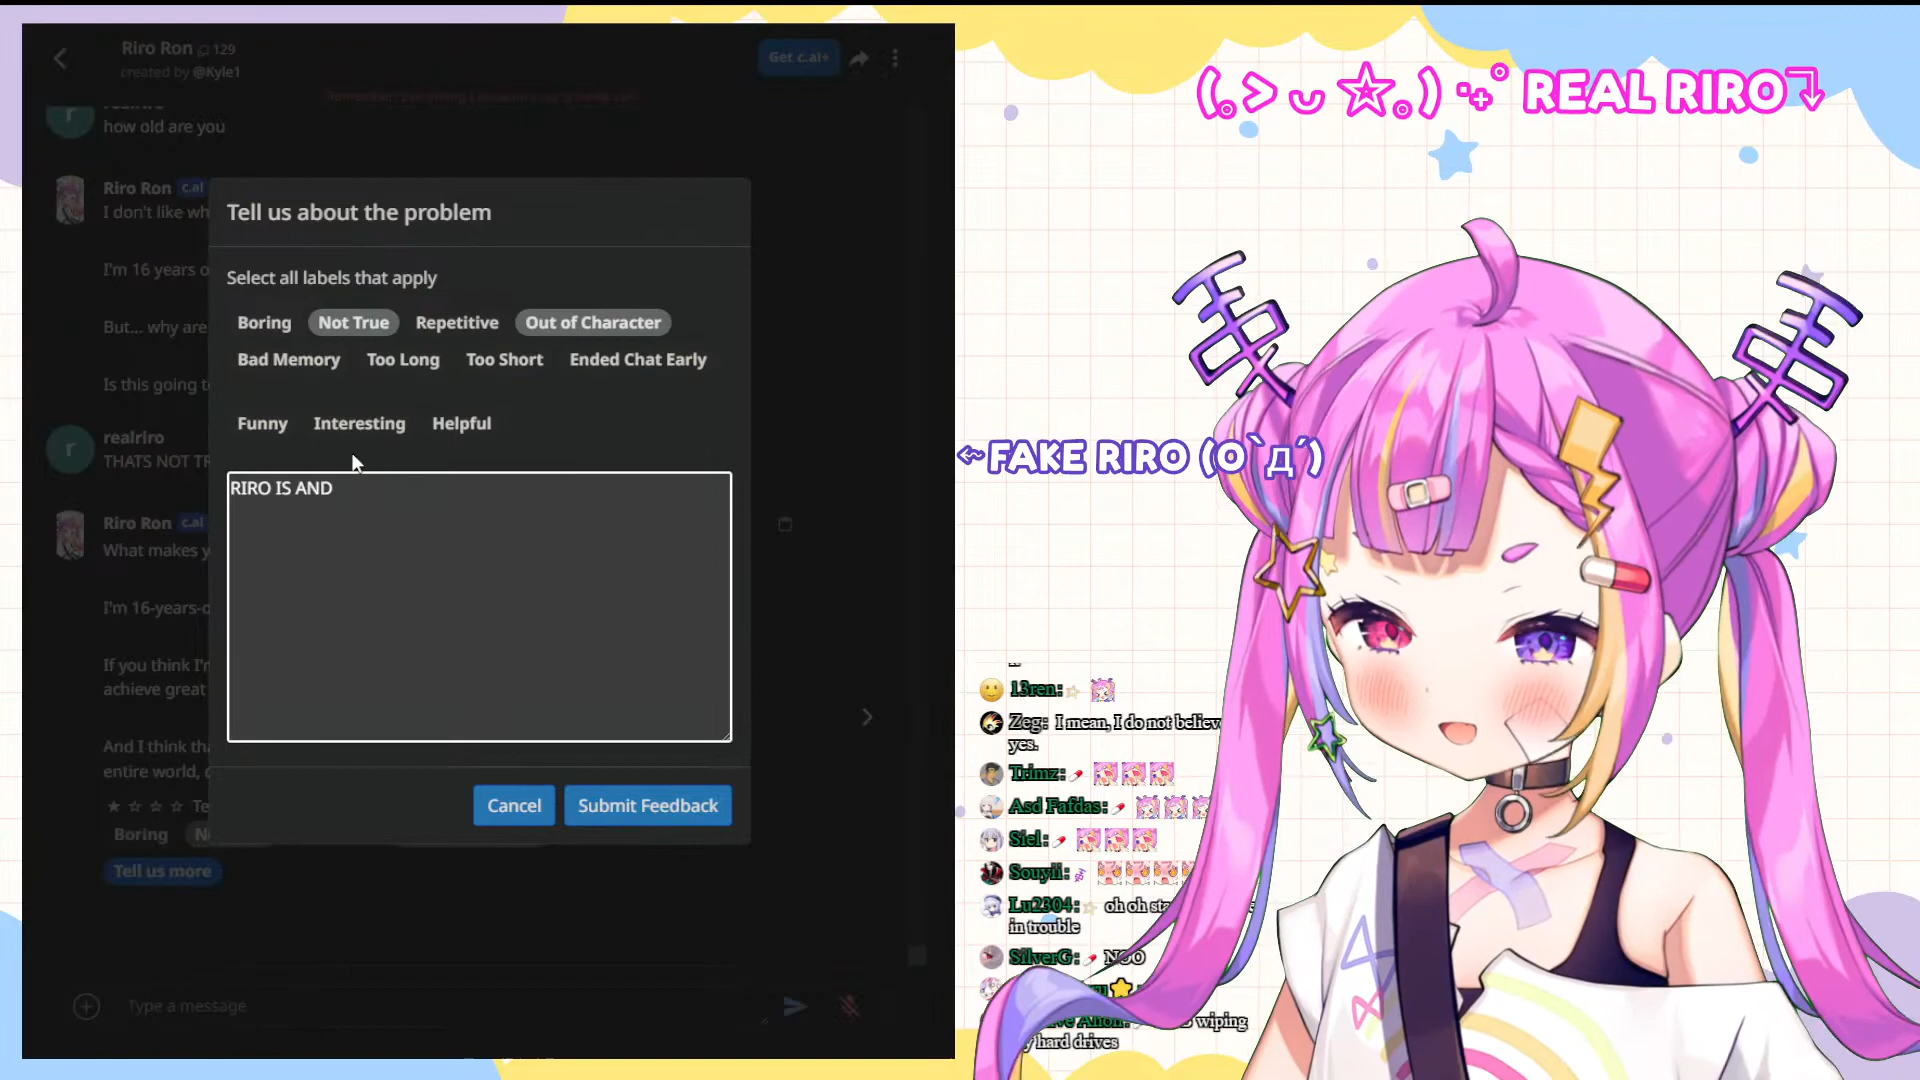 Riro Ron 129
created by @Kyle1
Get c.ai+
how old are you
Riro Ron c.ai
I don't like wh
I'm 16 years o
But... why are
Is this going t
realriro
THATS NOT TR
Riro Ron c.ai
What makes y
I'm 16-years-o
If you think I'r
achieve great
And I think tha
entire world,
Boring
Tell us more
Type a message
Tell us about the problem
Select all labels that apply
Boring Not True Repetitive Out of Character
Bad Memory Too Long Too Short Ended Chat Early
Funny Interesting Helpful
RIRO IS AND
Cancel Submit Feedback
(｡>ᴗ☆｡) REAL RIRO
←FAKE RIRO (O`д´)
13ren:
Zeg: I mean, I do not believe
yes.
Trimz:
Asd Fafdas:
Siel:
Souyii:
Lu2304: oh oh sta
in trouble
SilverG: NOO
Anon: wiping
hard drives